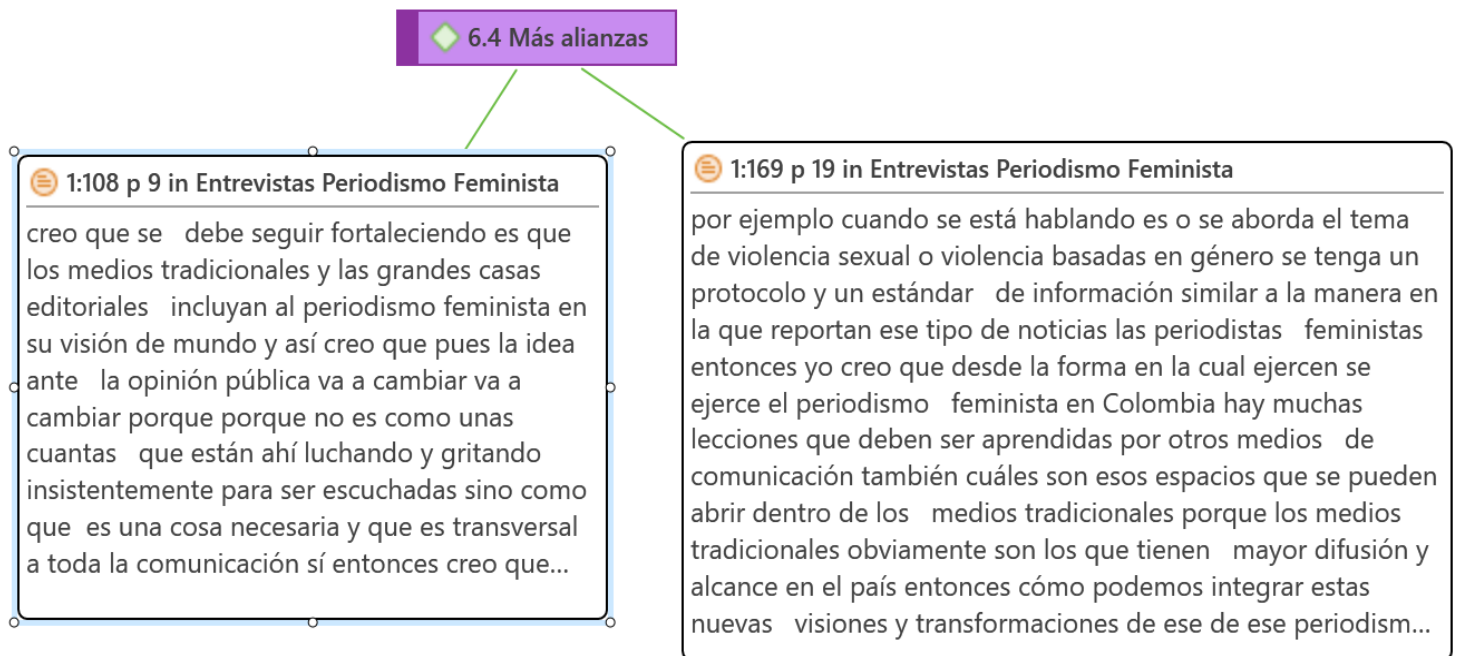 6.4 Más alianzas
1:108 p 9 in Entrevistas Periodismo Feminista
creo que se debe seguir fortaleciendo es que
los medios tradicionales y las grandes casas
editoriales incluyan al periodismo feminista en
su visión de mundo y así creo que pues la idea
ante la opinión pública va a cambiar va a
cambiar porque porque no es como unas
cuantas que están ahí luchando y gritando
insistentemente para ser escuchadas sino como
que es una cosa necesaria y que es transversal
a toda la comunicación sí entonces creo que...
1:169 p 19 in Entrevistas Periodismo Feminista
por ejemplo cuando se está hablando es o se aborda el tema
de violencia sexual o violencia basadas en género se tenga un
protocolo y un estándar de información similar a la manera en
la que reportan ese tipo de noticias las periodistas feministas
entonces yo creo que desde la forma en la cual ejercen se
ejerce el periodismo feminista en Colombia hay muchas
lecciones que deben ser aprendidas por otros medios de
comunicación también cuáles son esos espacios que se pueden
abrir dentro de los medios tradicionales porque los medios
tradicionales obviamente son los que tienen mayor difusión y
alcance en el país entonces cómo podemos integrar estas
nuevas visiones y transformaciones de ese de ese periodism...